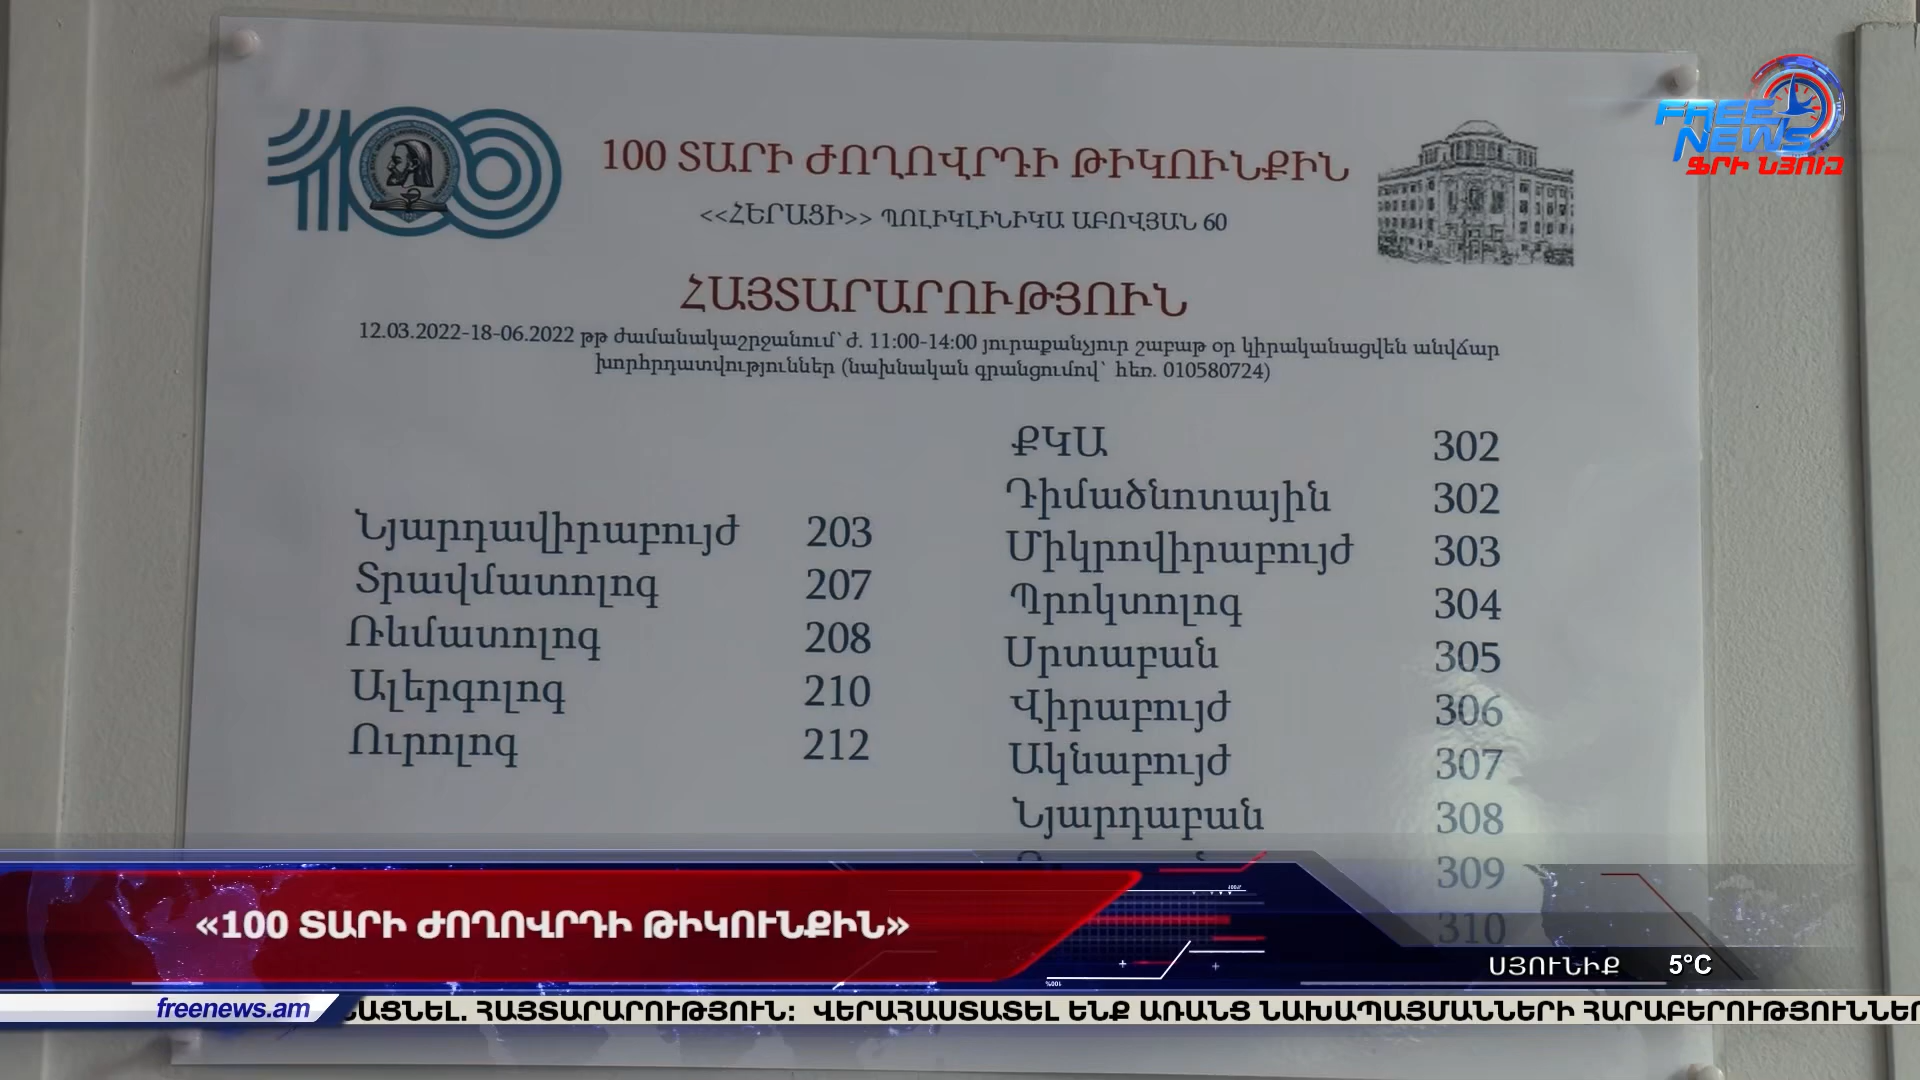 100 ՏԱՐԻ ԺՈՂՈՎՐԴԻ ԹԻԿՈՒՆՔԻՆ
<<ՀԵՐԱՑԻ>> ՊՈԼԻԿԼԻՆԻԿԱ ԱԲՈՎՅԱՆ 60
ՀԱՅՏԱՐԱՐՈՒԹՅՈՒՆ
12.03.2022-18-06.2022 թթ ժամանակաշրջանում՝ ժ. 11:00-14:00 յուրաքանչյուր շաբաթ օր կիրականացվեն անվճար
խորհրդատվություններ (նախնական գրանցումով՝ հեռ. 010580724)
Նյարդավիրաբույժ 203
Տրավմատոլոգ 207
Ռևմատոլոգ 208
Ալերգոլոգ 210
Ուրոլոգ 212
ՔԿԱ 302
Դիմածնոտային 302
Միկրովիրաբույժ 303
Պրոկտոլոգ 304
Սրտաբան 305
Վիրաբույժ 306
Ակնաբույժ 307
Նյարդաբան 308
309
310
100
FREE
NEWS
ՖՐԻ ՆՅՈՒԶ
«100 ՏԱՐԻ ԺՈՂՈՎՐԴԻ ԹԻԿՈՒՆՔԻՆ»
ՍՅՈՒՆԻՔ 5°C
freenews.am
ՆԱՑՆԵԼ. ՀԱՅՏԱՐԱՐՈՒԹՅՈՒՆ: ՎԵՐԱՀԱՍՏԱՏԵԼ ԵՆՔ ԱՌԱՆՑ ՆԱԽԱՊԱՅՄԱՆՆԵՐԻ ՀԱՐԱԲԵՐՈՒԹՅՈՒՆՆԵՐ